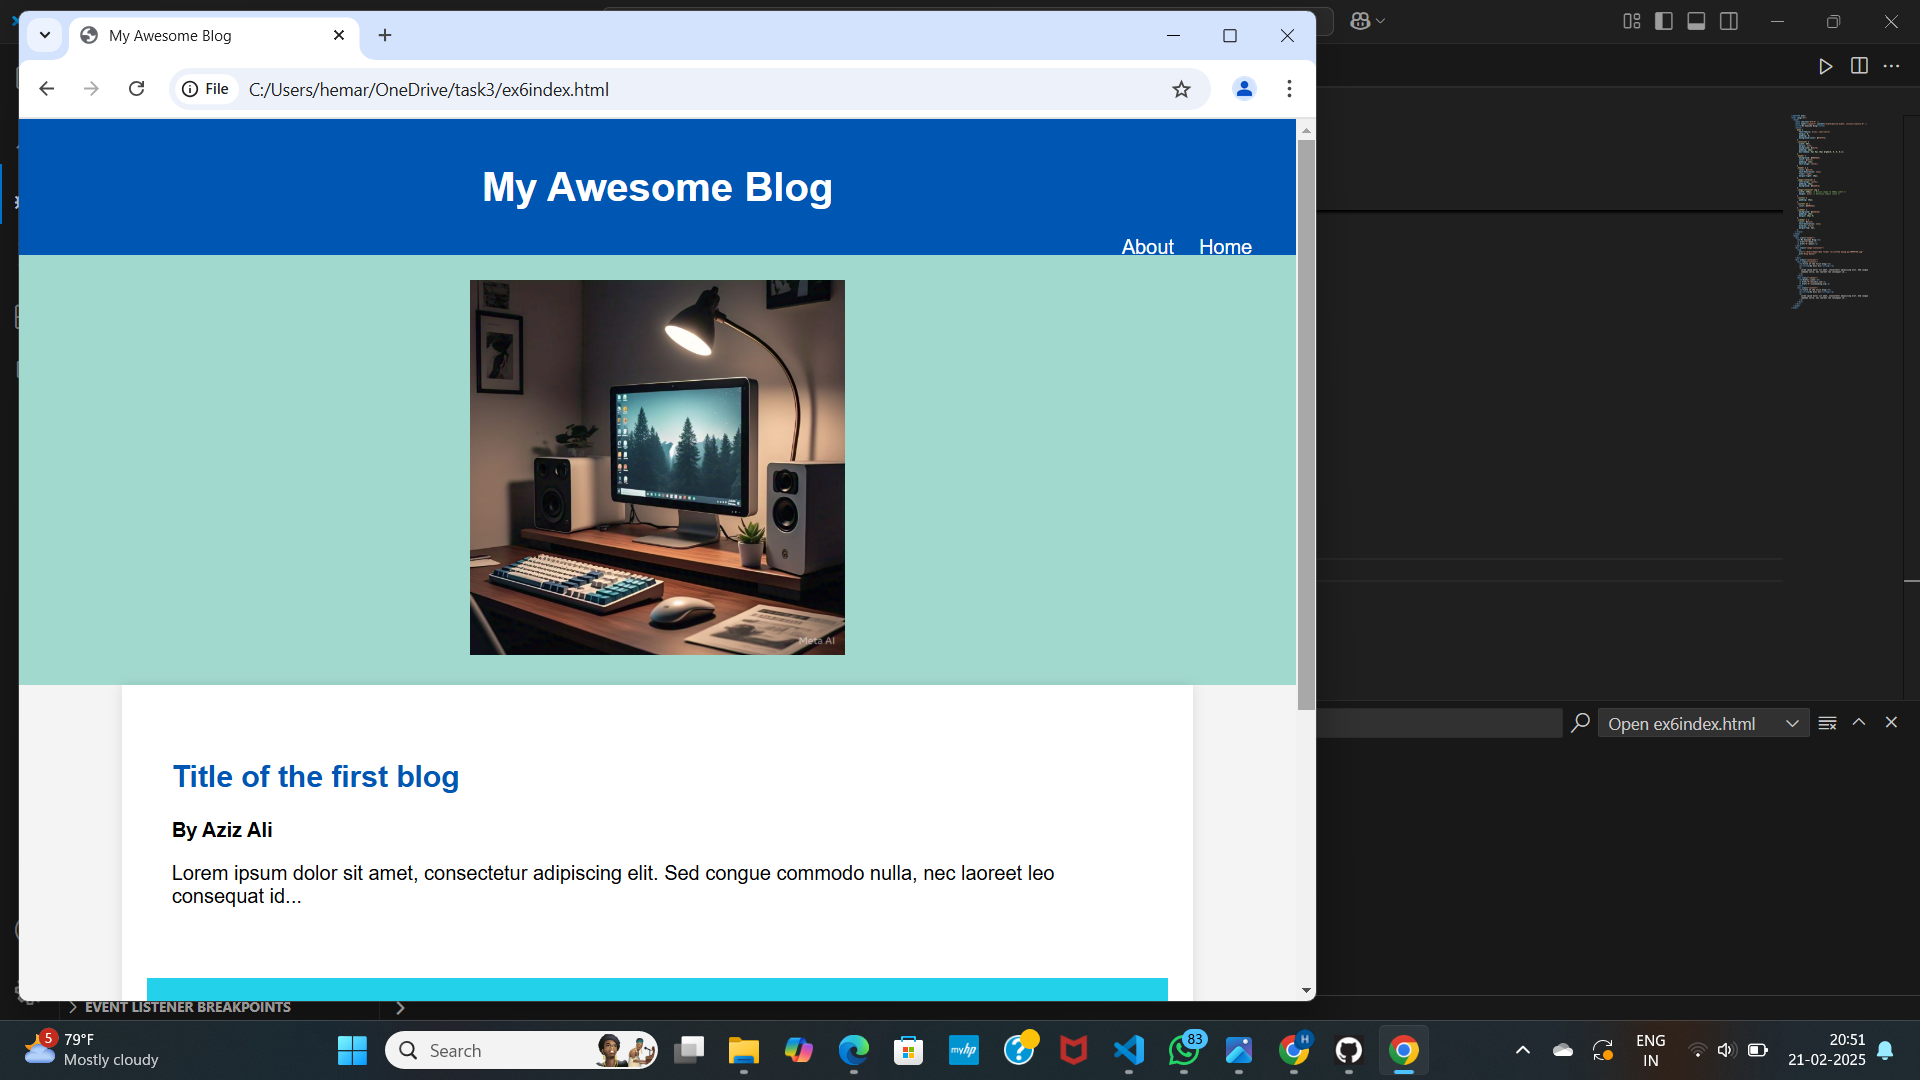 My Awesome Blog
File
C:/Users/hemar/OneDrive/task3/ex6index.html
My Awesome Blog
About Home
Meta AI
Title of the first blog
By Aziz Ali
Lorem ipsum dolor sit amet, consectetur adipiscing elit. Sed congue commodo nulla, nec laoreet leo
consequat id...
Open ex6index.html
EVENT LISTENER BREAKPOINTS
5
79°F
Mostly cloudy
Search
myhp
83
H
ENG
IN
20:51
21-02-2025